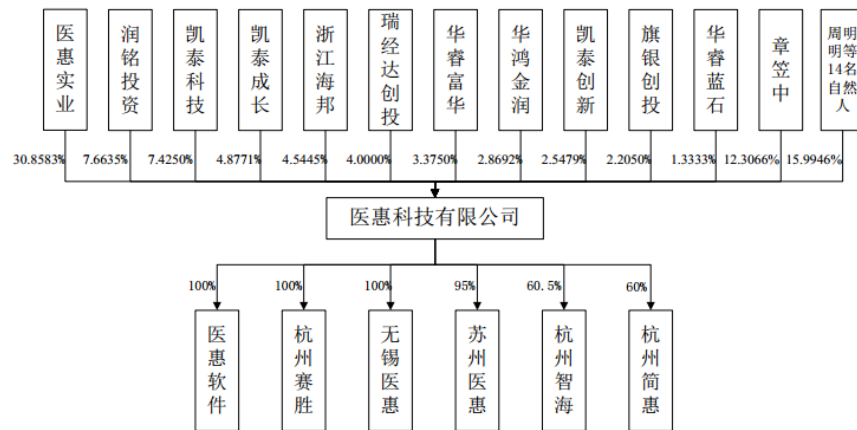 医惠实业
润铭投资
凯泰科技
凯泰成长
浙江海邦
瑞经达创投
华睿富华
华鸿金润
凯泰创新
旗银创投
华睿蓝石
章笠中
周明
明等
14名
自然
人
30.8583%
7.6635%
7.4250%
4.8771%
4.5445%
4.0000%
3.3750%
2.8692%
2.5479%
2.2050%
1.3333%
12.3066%
15.9946%
医惠科技有限公司
100%
100%
100%
95%
60.5%
60%
医惠软件
杭州赛胜
无锡医惠
苏州医惠
杭州智海
杭州简惠